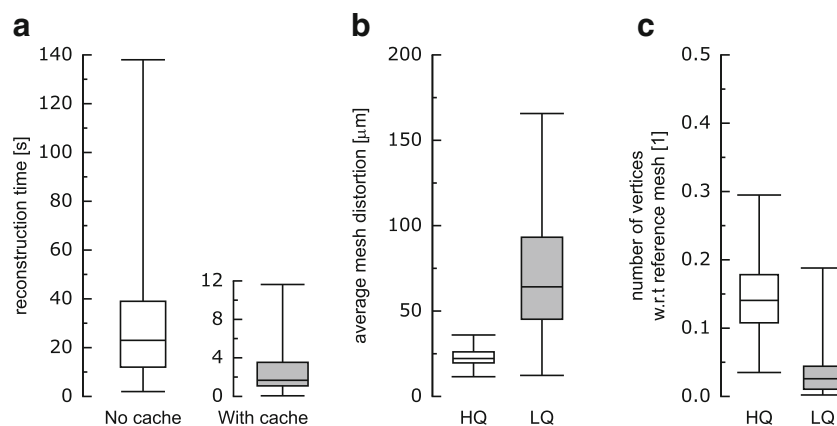 a
reconstruction time [s]
140
120
100
80
60
40
20
0
No cache
12
8
4
0
With cache
b
average mesh distortion [μm]
200
150
100
50
0
HQ
LQ
c
number of vertices
w.r.t reference mesh [1]
0.5
0.4
0.3
0.2
0.1
0.0
HQ
LQ